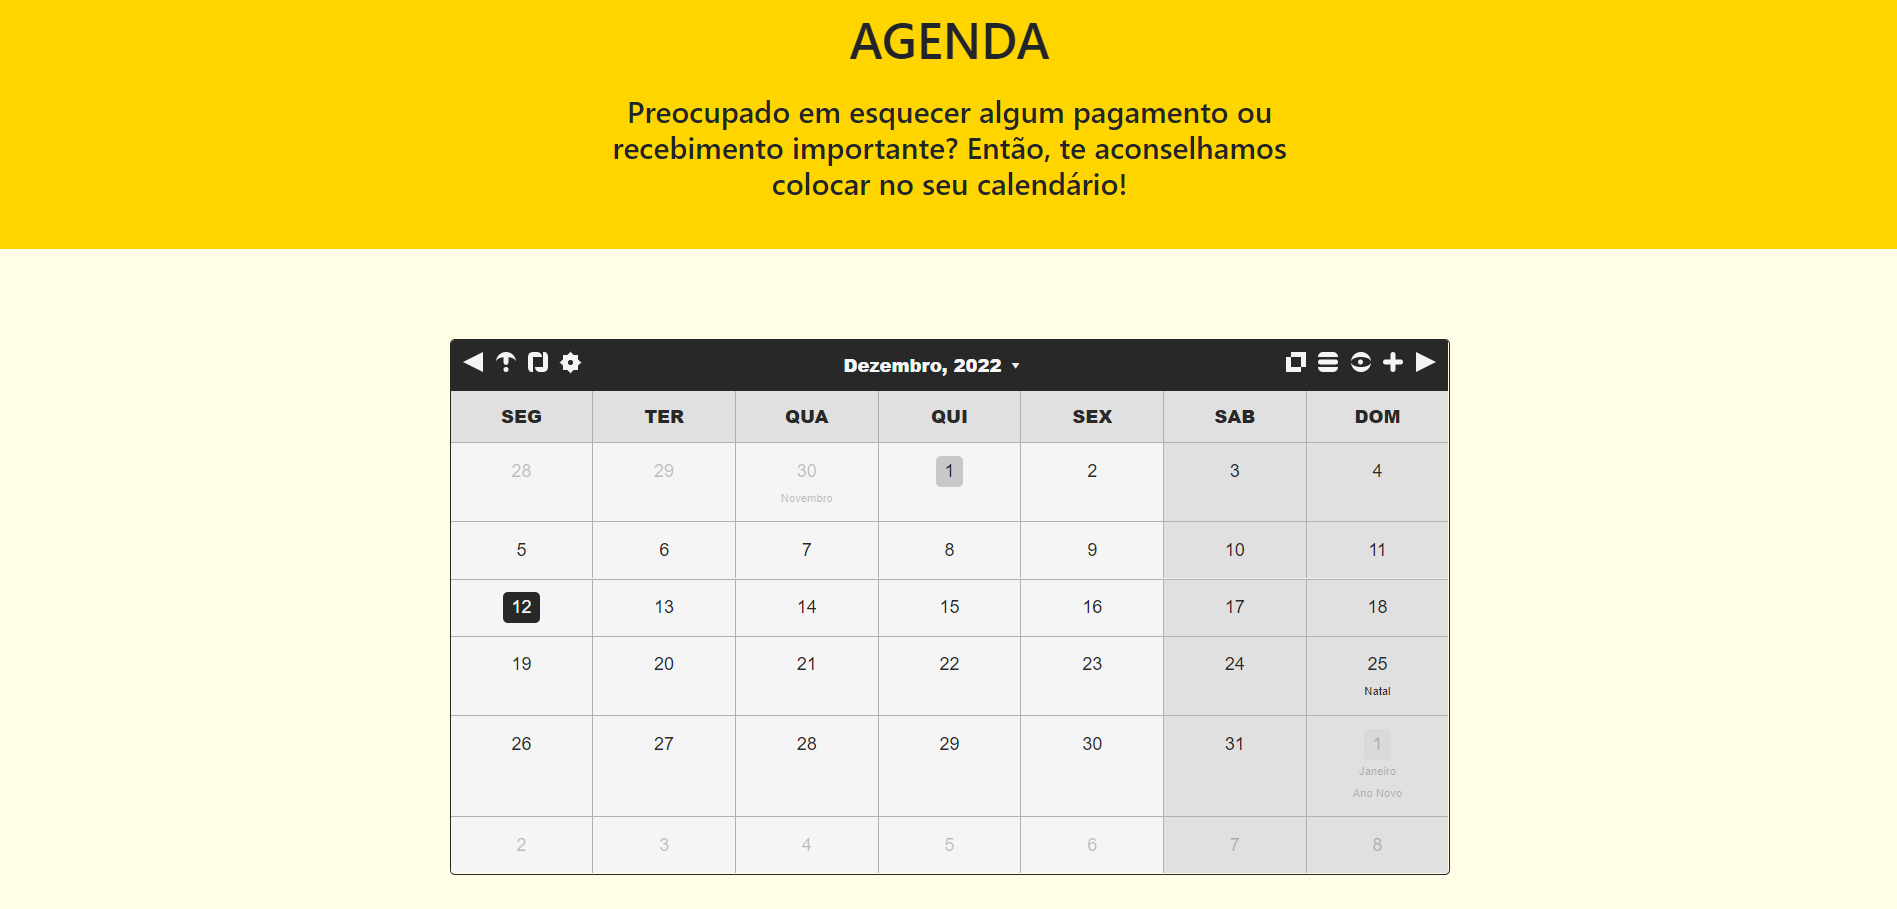 AGENDA
Preocupado em esquecer algum pagamento ou
recebimento importante? Então, te aconselhamos
colocar no seu calendário!
Dezembro, 2022
SEG TER QUA QUI SEX SAB DOM
28 29 30 1 2 3 4
Novembro
5 6 7 8 9 10 11
12 13 14 15 16 17 18
19 20 21 22 23 24 25
Natal
26 27 28 29 30 31 1
Janeiro
Ano Novo
2 3 4 5 6 7 8